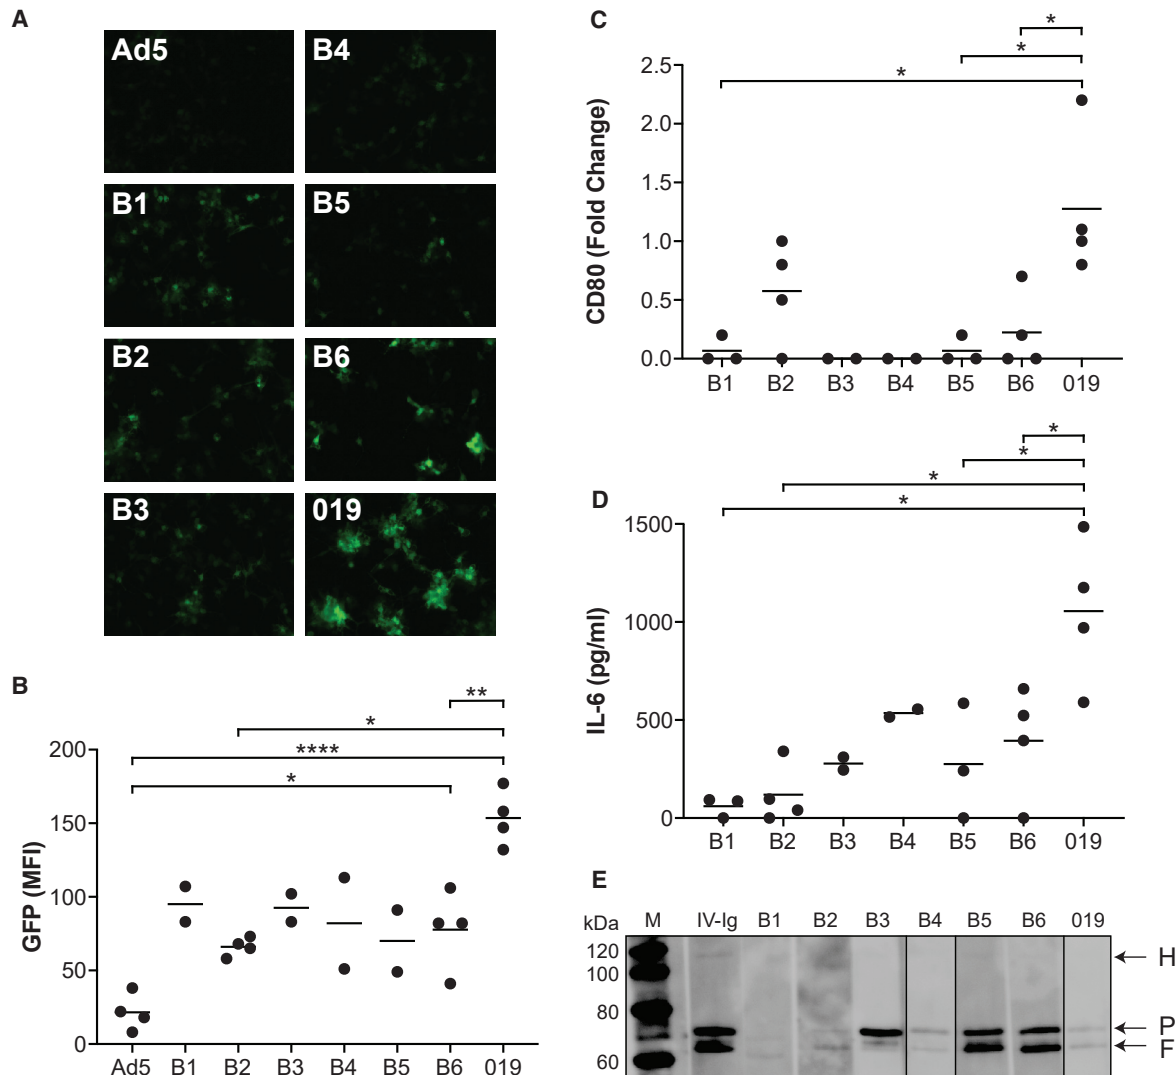 A
Ad5
B4
B1
B5
B2
B6
B3
019
B
**
*
****
*
200
150
100
50
0
GFP (MFI)
Ad5 B1 B2 B3 B4 B5 B6 019
C
*
*
*
2.5
2.0
1.5
1.0
0.5
0.0
CD80 (Fold Change)
B1 B2 B3 B4 B5 B6 019
D
*
*
*
*
1500
1000
500
0
IL-6 (pg/ml)
B1 B2 B3 B4 B5 B6 019
E
kDa M IV-Ig B1 B2 B3 B4 B5 B6 019
120
100
80
60
H
P
F